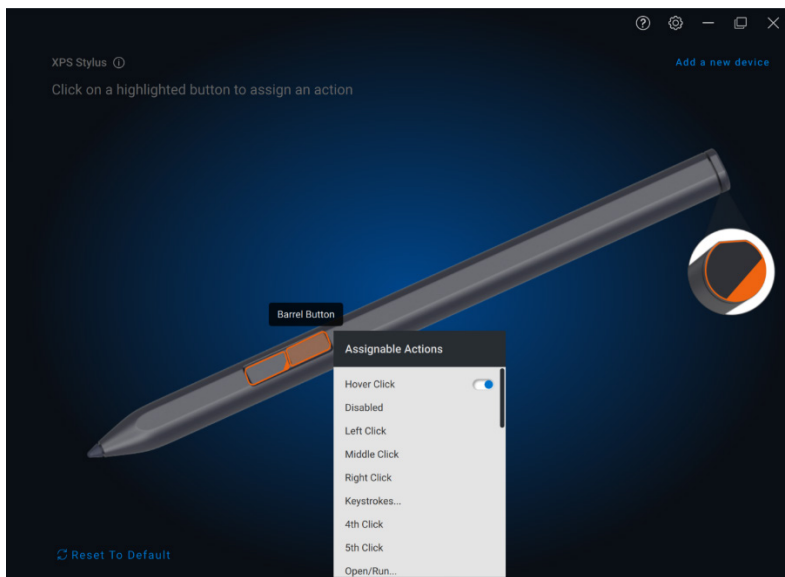 XPS Stylus
Add a new device
Click on a highlighted button to assign an action
Barrel Button
Assignable Actions
Hover Click
Disabled
Left Click
Middle Click
Right Click
Keystrokes...
4th Click
5th Click
Open/Run...
Reset To Default